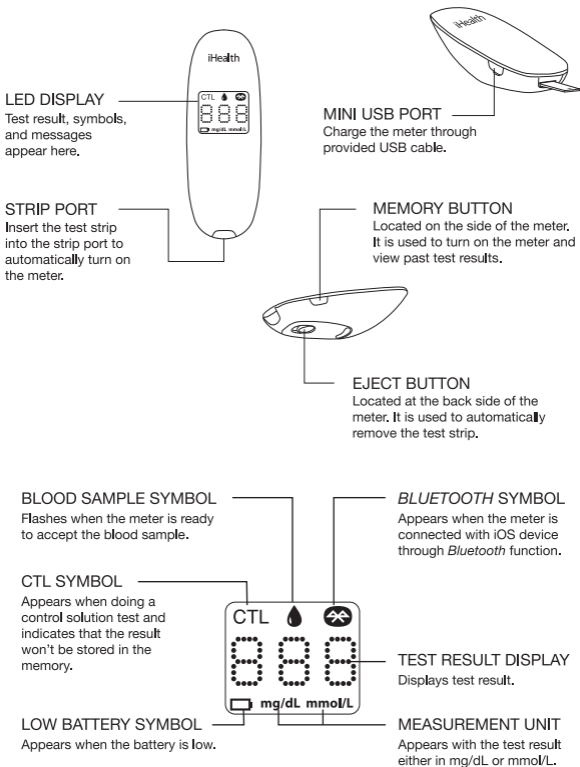 iHealth
iHealth
LED DISPLAY
Test result, symbols,
and messages
appear here.
CTL
888
mg/dL mmol/L
MINI USB PORT
Charge the meter through
provided USB cable.
STRIP PORT
Insert the test strip
into the strip port to
automatically turn on
the meter.
MEMORY BUTTON
Located on the side of the meter.
It is used to turn on the meter and
view past test results.
EJECT BUTTON
Located at the back side of the
meter. It is used to automatically
remove the test strip.
BLOOD SAMPLE SYMBOL
Flashes when the meter is ready
to accept the blood sample.
BLUETOOTH SYMBOL
Appears when the meter is
connected with iOS device
through Bluetooth function.
CTL SYMBOL
Appears when doing a
control solution test and
indicates that the result
won't be stored in the
memory.
CTL
888
mg/dL mmol/L
TEST RESULT DISPLAY
Displays test result.
LOW BATTERY SYMBOL
Appears when the battery is low.
MEASUREMENT UNIT
Appears with the test result
either in mg/dL or mmol/L.